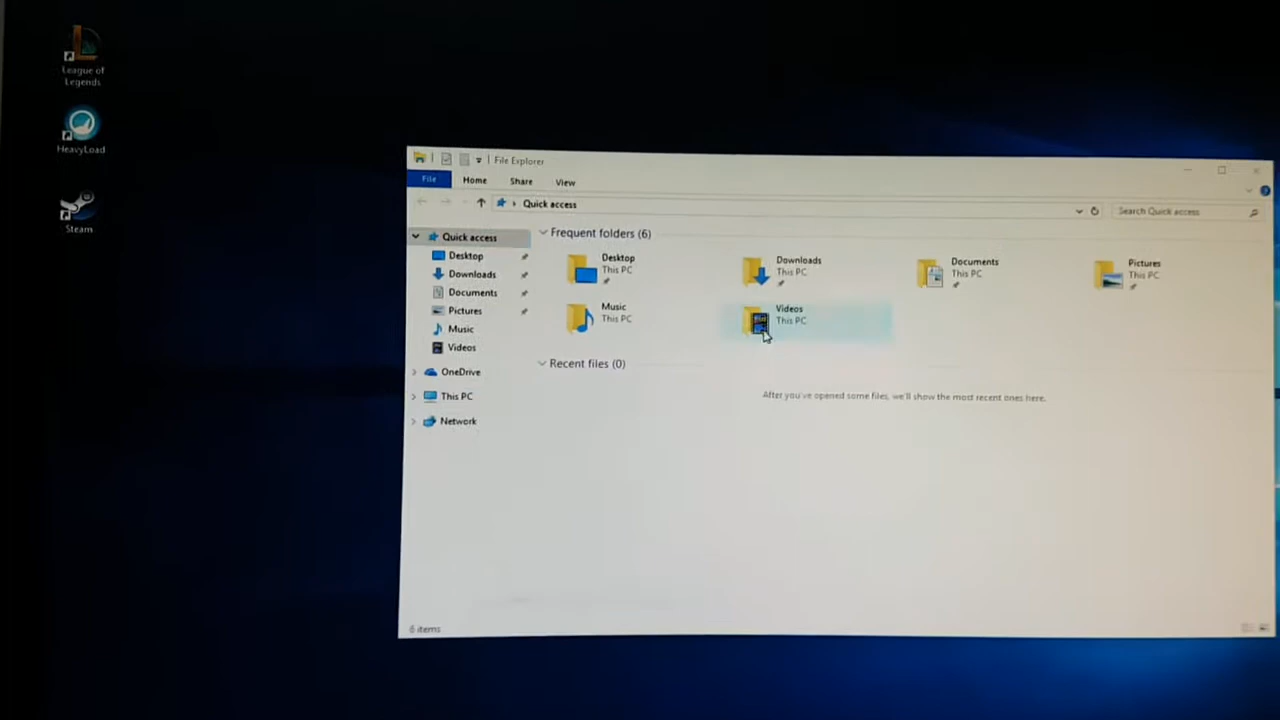 League of
Legends
HeavyLoad
Steam
File Explorer
File
Home
Share
View
Quick access
Search Quick access
Quick access
Desktop
Downloads
Documents
Pictures
Music
Videos
OneDrive
This PC
Network
Frequent folders (6)
Desktop
This PC
Downloads
This PC
Documents
This PC
Pictures
This PC
Music
This PC
Videos
This PC
Recent files (0)
After you've opened some files, we'll show the most recent ones here.
6 items